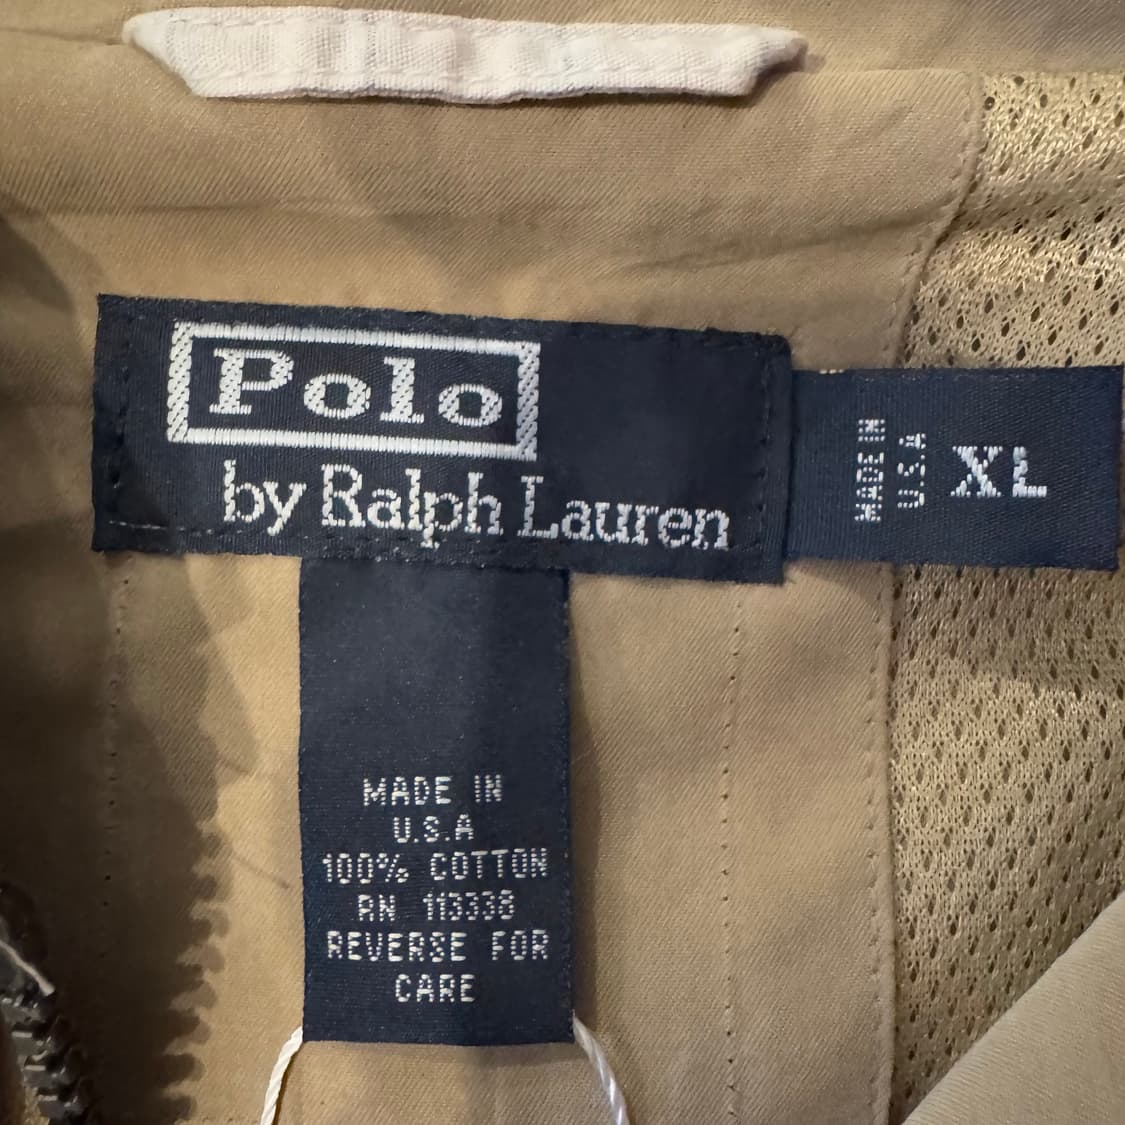 Polo
by Ralph Lauren
MADE IN
U.S.A
XL
MADE IN
U.S.A
100% COTTON
RN 113338
REVERSE FOR
CARE